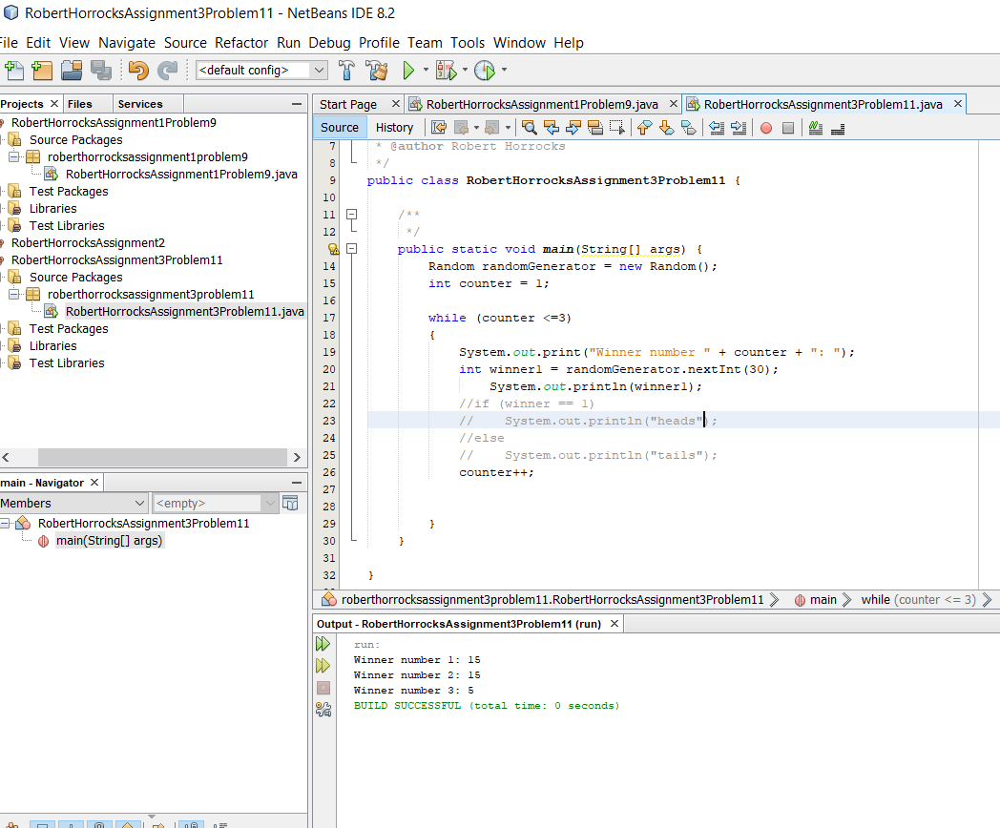 RobertHorrocksAssignment3Problem11 - NetBeans IDE 8.2
File Edit View Navigate Source Refactor Run Debug Profile Team Tools Window Help
<default config>
Projects Files Services
RobertHorrocksAssignment1Problem9
Source Packages
roberthorrocksassignment1problem9
RobertHorrocksAssignment1Problem9.java
Test Packages
Libraries
Test Libraries
RobertHorrocksAssignment2
RobertHorrocksAssignment3Problem11
Source Packages
roberthorrocksassignment3problem11
RobertHorrocksAssignment3Problem11.java
Test Packages
Libraries
Test Libraries
main - Navigator
Members <empty>
RobertHorrocksAssignment3Problem11
main(String[] args)
Start Page RobertHorrocksAssignment1Problem9.java RobertHorrocksAssignment3Problem11.java
Source History
7 * @author Robert Horrocks
8 */
9 public class RobertHorrocksAssignment3Problem11 {
10
11 /**
12 */
public static void main(String[] args) {
14 Random randomGenerator = new Random();
15 int counter = 1;
16
17 while (counter <=3)
18 {
19 System.out.print("Winner number " + counter + ": ");
20 int winner1 = randomGenerator.nextInt(30);
21 System.out.println(winner1);
22 //if (winner == 1)
23 // System.out.println("heads");
24 //else
25 // System.out.println("tails");
26 counter++;
27
28
29 }
30 }
31
32 }
roberthorrocksassignment3problem11.RobertHorrocksAssignment3Problem11 main while (counter <= 3)
Output - RobertHorrocksAssignment3Problem11 (run)
run:
Winner number 1: 15
Winner number 2: 15
Winner number 3: 5
BUILD SUCCESSFUL (total time: 0 seconds)